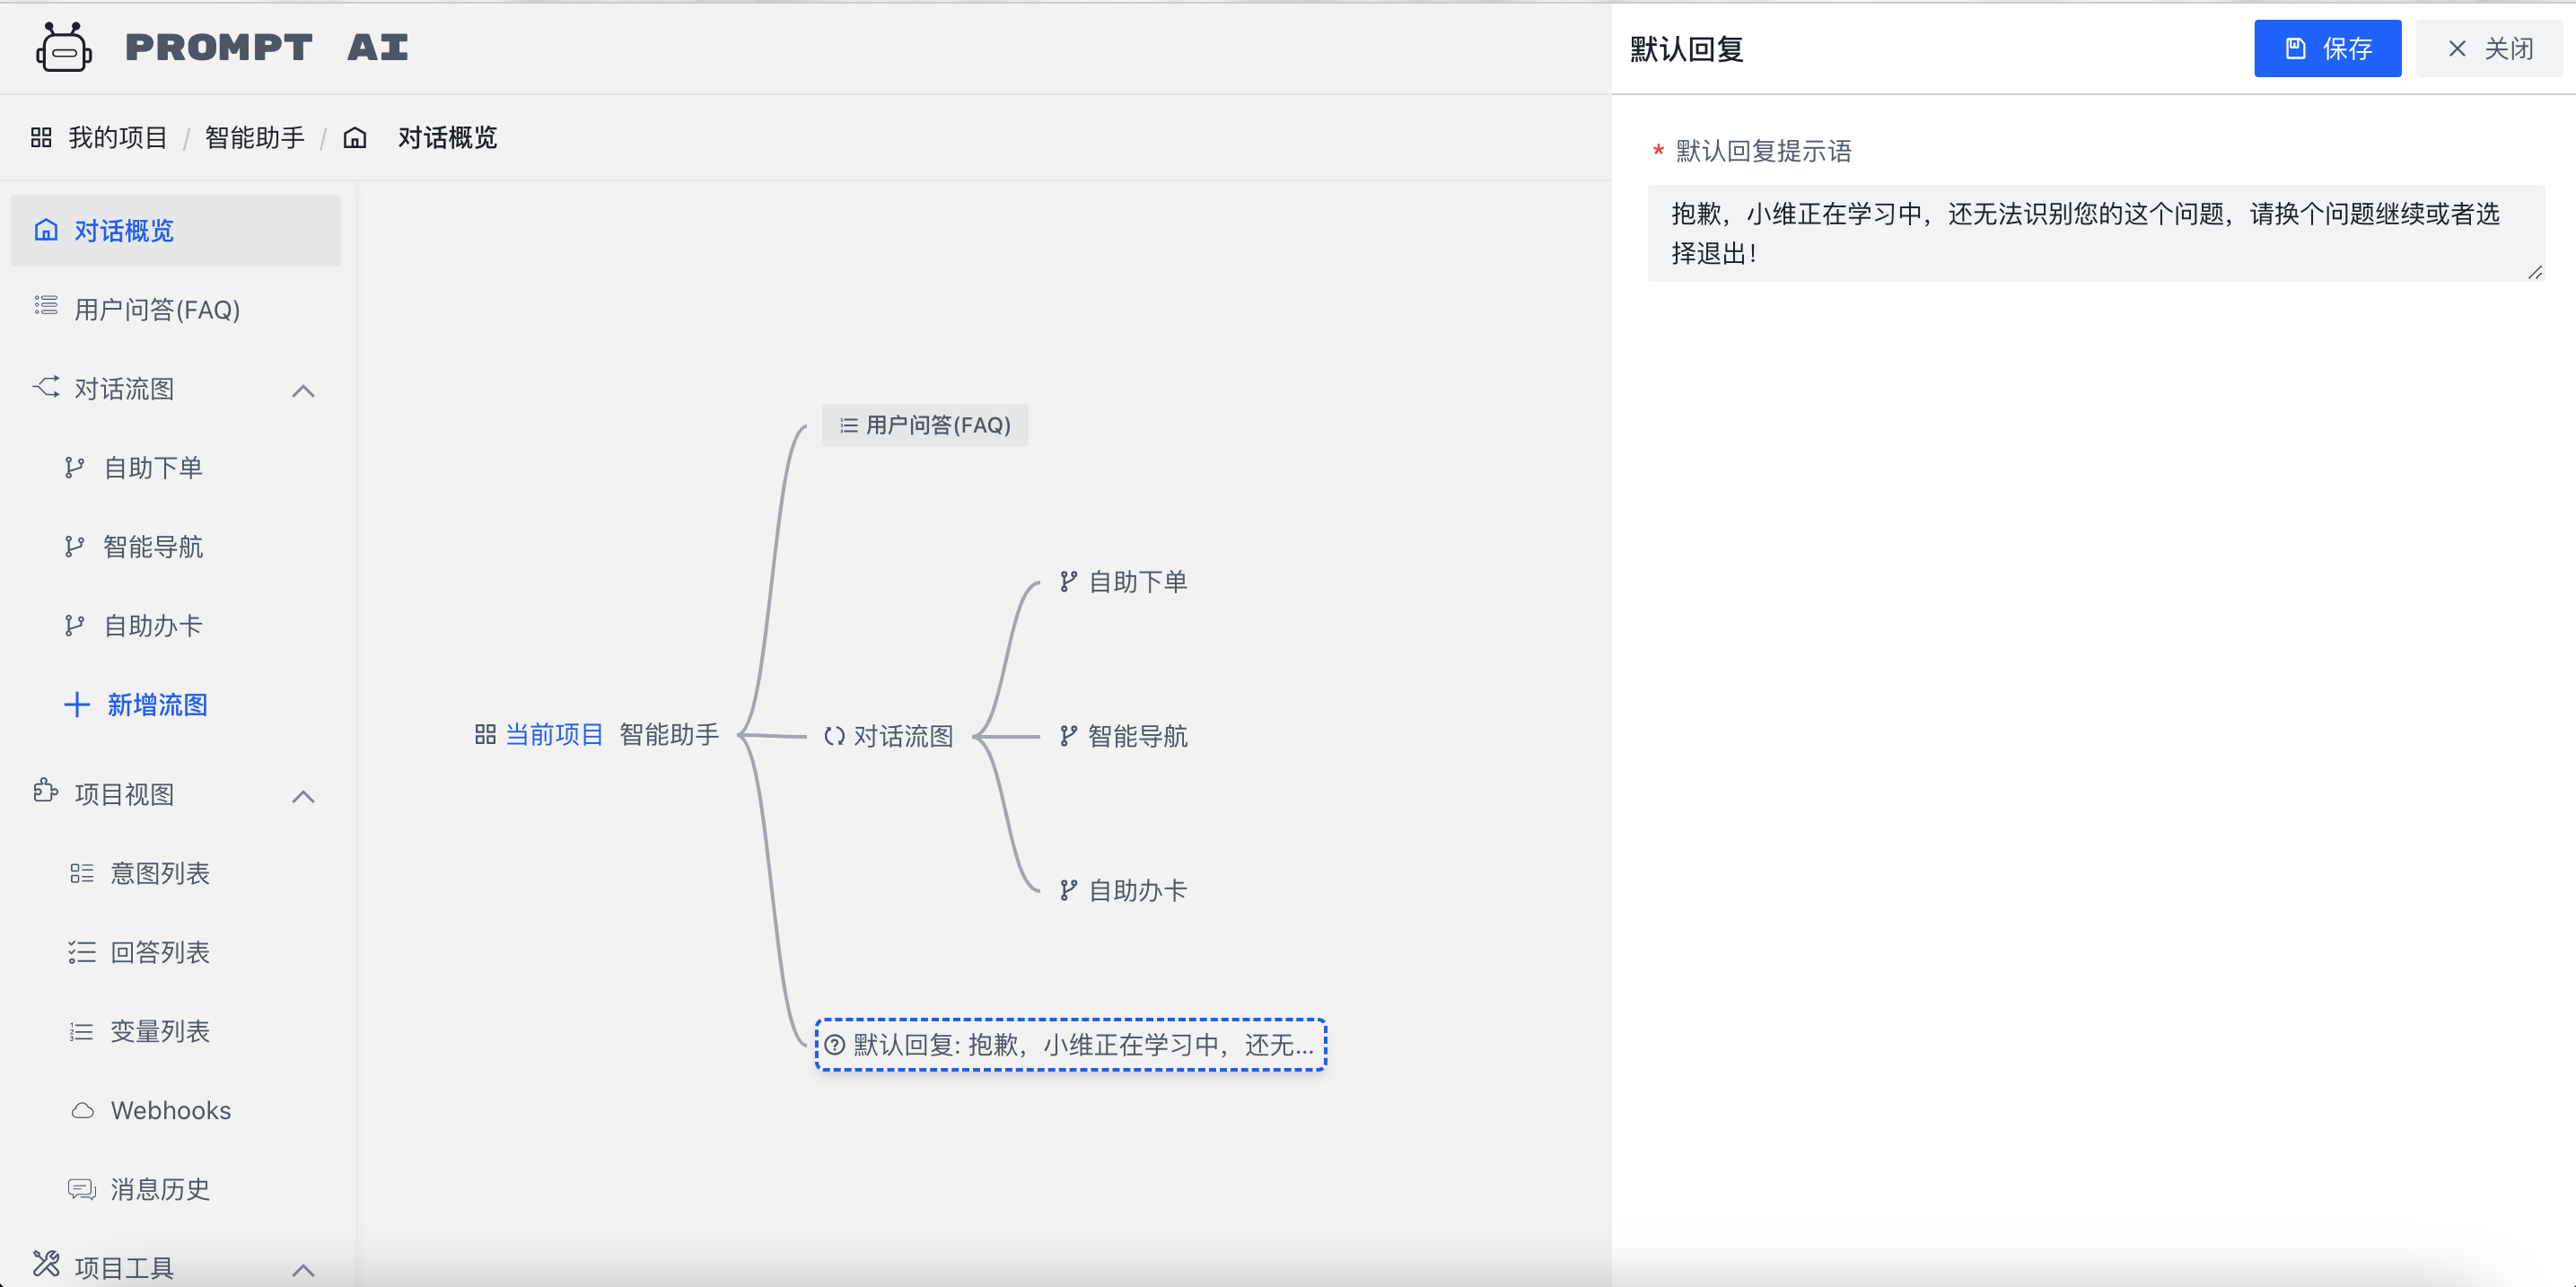 PROMPT AI
我的项目 / 智能助手 / 对话概览
对话概览
用户问答(FAQ)
对话流图
自助下单
智能导航
自助办卡
新增流图
项目视图
意图列表
回答列表
变量列表
Webhooks
消息历史
项目工具
用户问答(FAQ)
自助下单
当前项目 智能助手
对话流图
智能导航
自助办卡
默认回复: 抱歉，小维正在学习中，还无...
默认回复
保存
关闭
* 默认回复提示语
抱歉，小维正在学习中，还无法识别您的这个问题，请换个问题继续或者选
择退出！